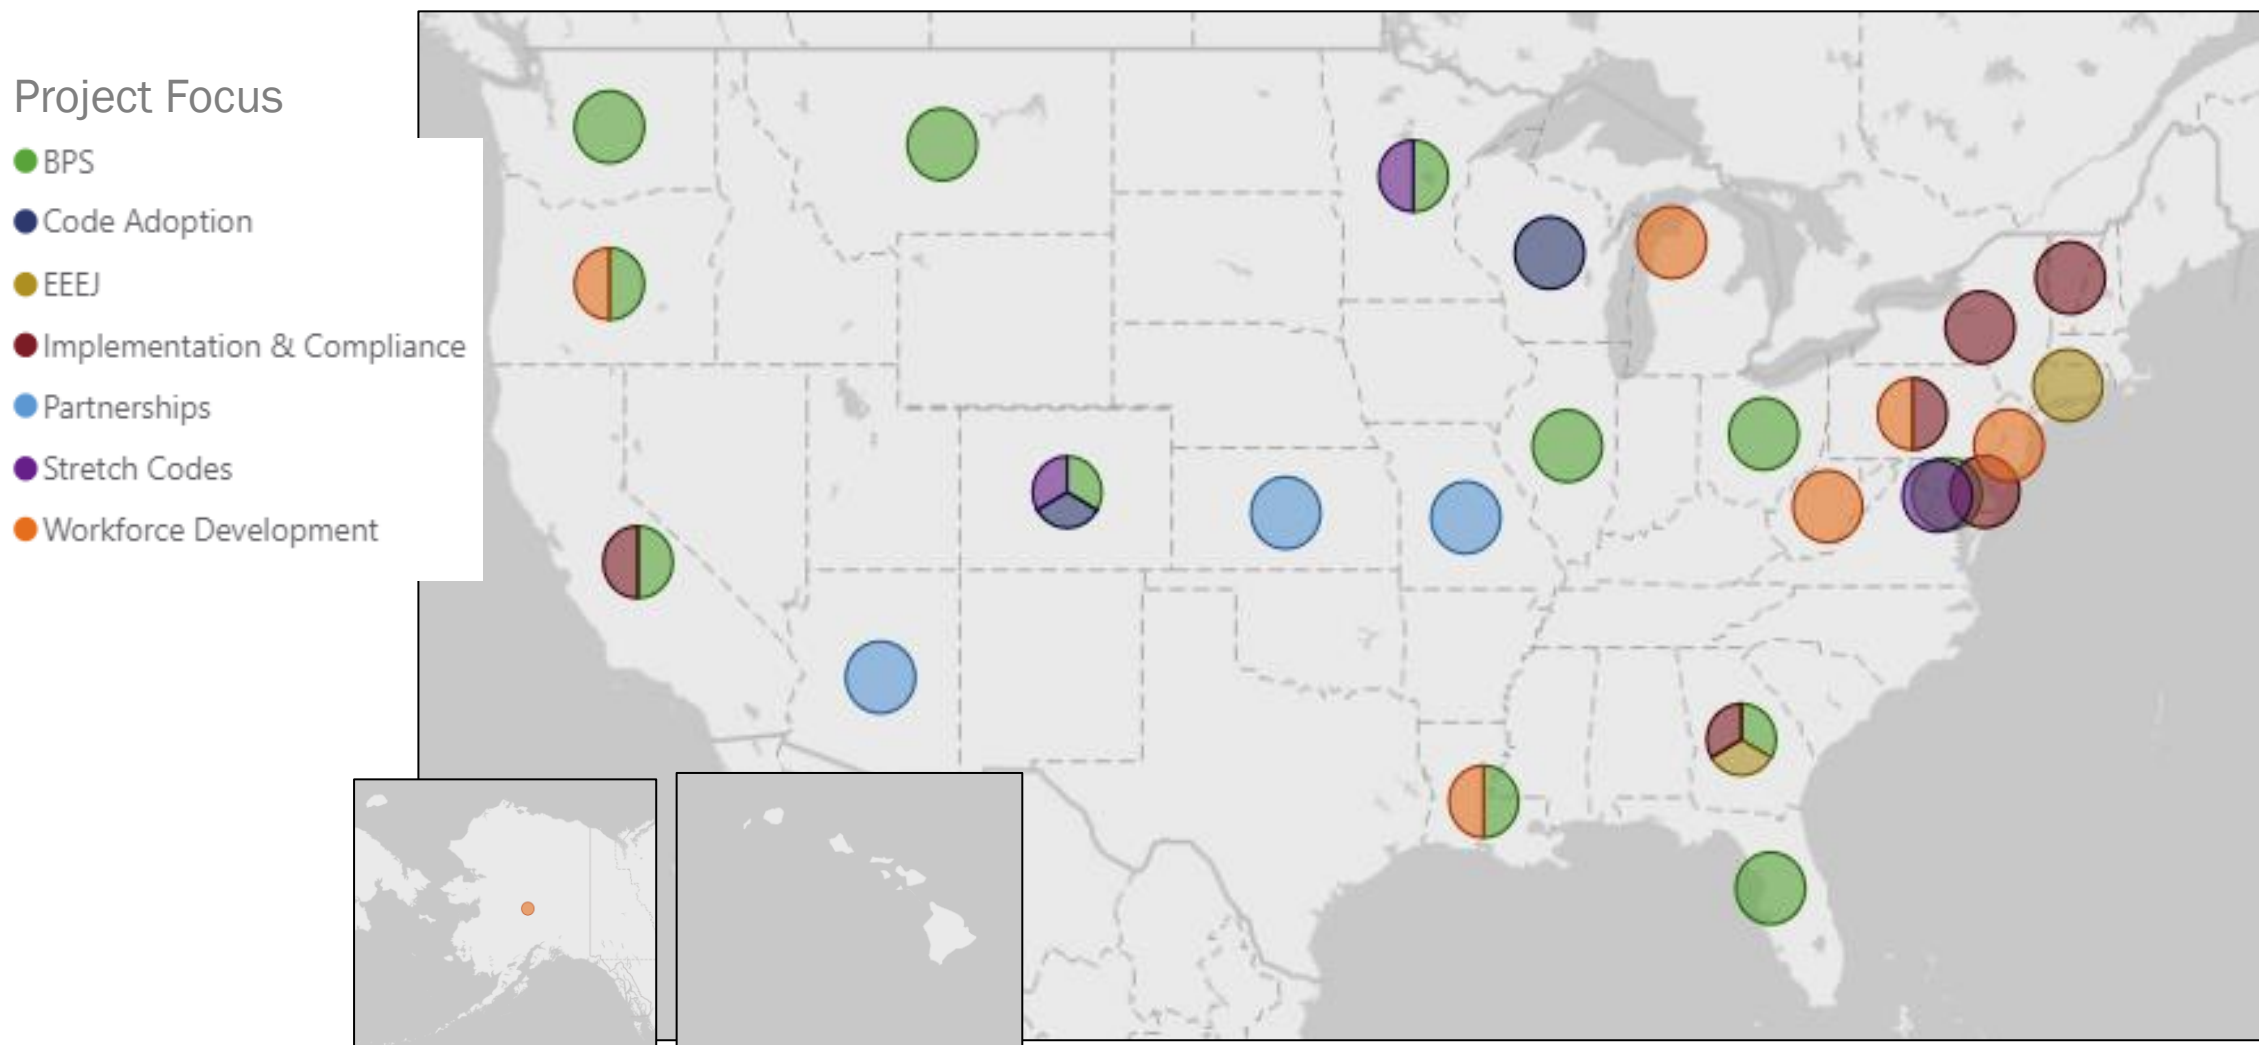 Project Focus
BPS
Code Adoption
EEEJ
Implementation & Compliance
Partnerships
Stretch Codes
Workforce Development